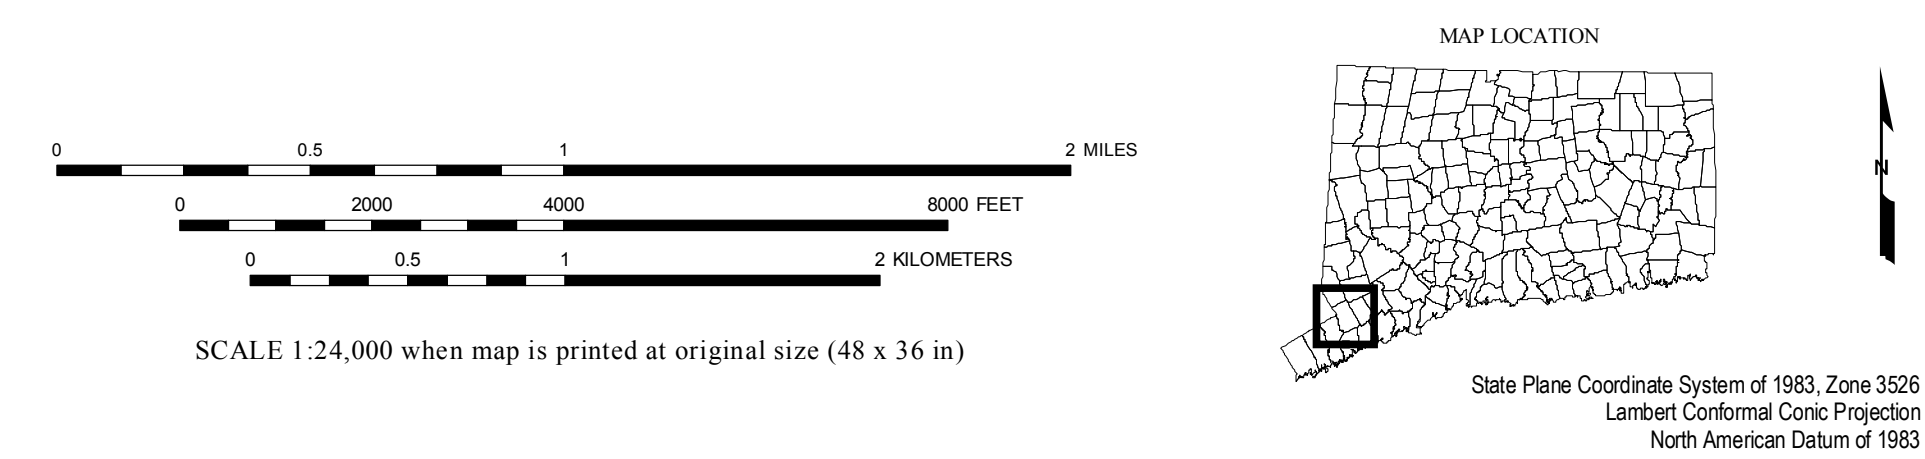 MAP LOCATION
0 0.5 1 2 MILES
0 2000 4000 8000 FEET
0 0.5 1 2 KILOMETERS
SCALE 1:24,000 when map is printed at original size (48 x 36 in)
N
State Plane Coordinate System of 1983, Zone 3526
Lambert Conformal Conic Projection
North American Datum of 1983